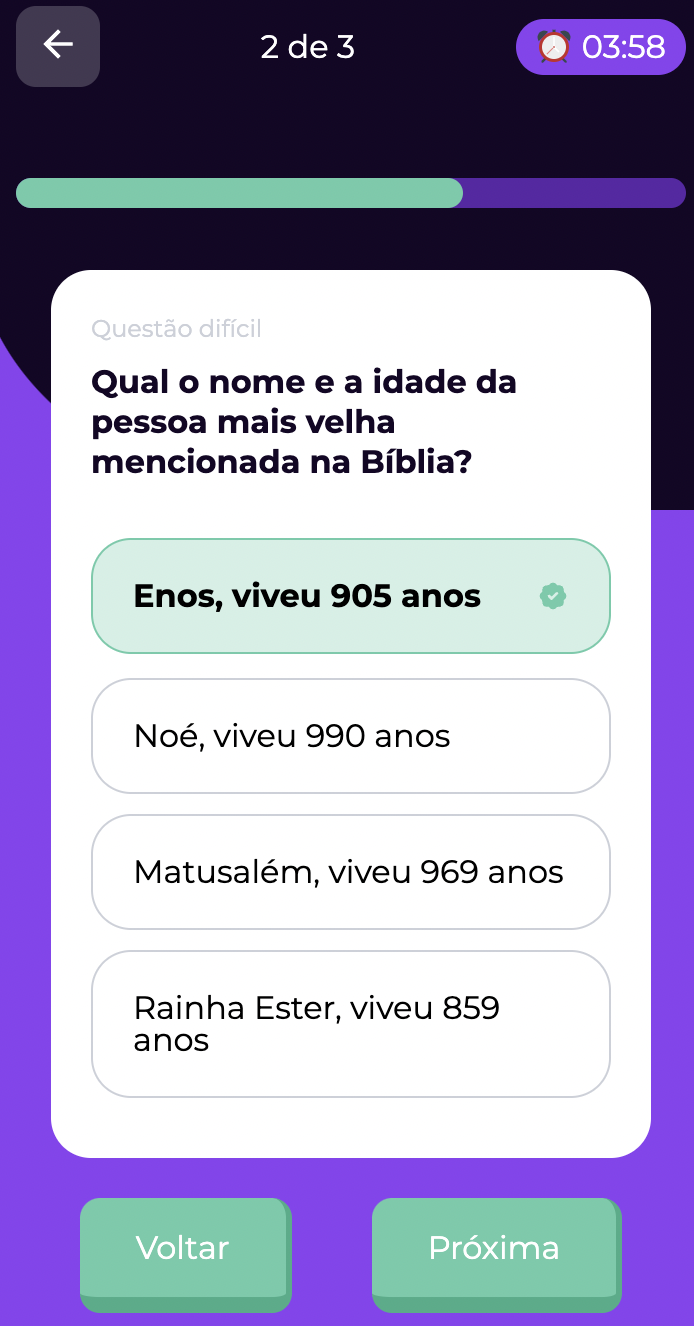 2 de 3
03:58
Questão difícil
Qual o nome e a idade da
pessoa mais velha
mencionada na Bíblia?
Enos, viveu 905 anos
Noé, viveu 990 anos
Matusalém, viveu 969 anos
Rainha Ester, viveu 859
anos
Voltar
Próxima